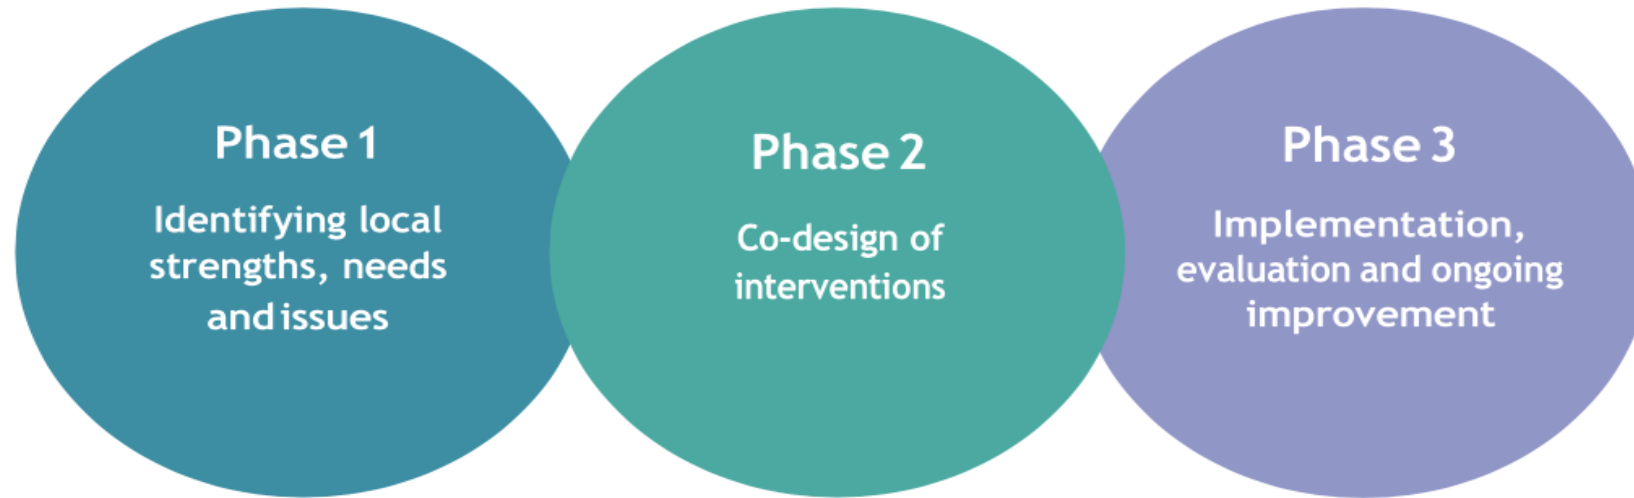 Phase 1
Identifying local
strengths, needs
and issues
Phase 2
Co-design of
interventions
Phase 3
Implementation,
evaluation and ongoing
improvement